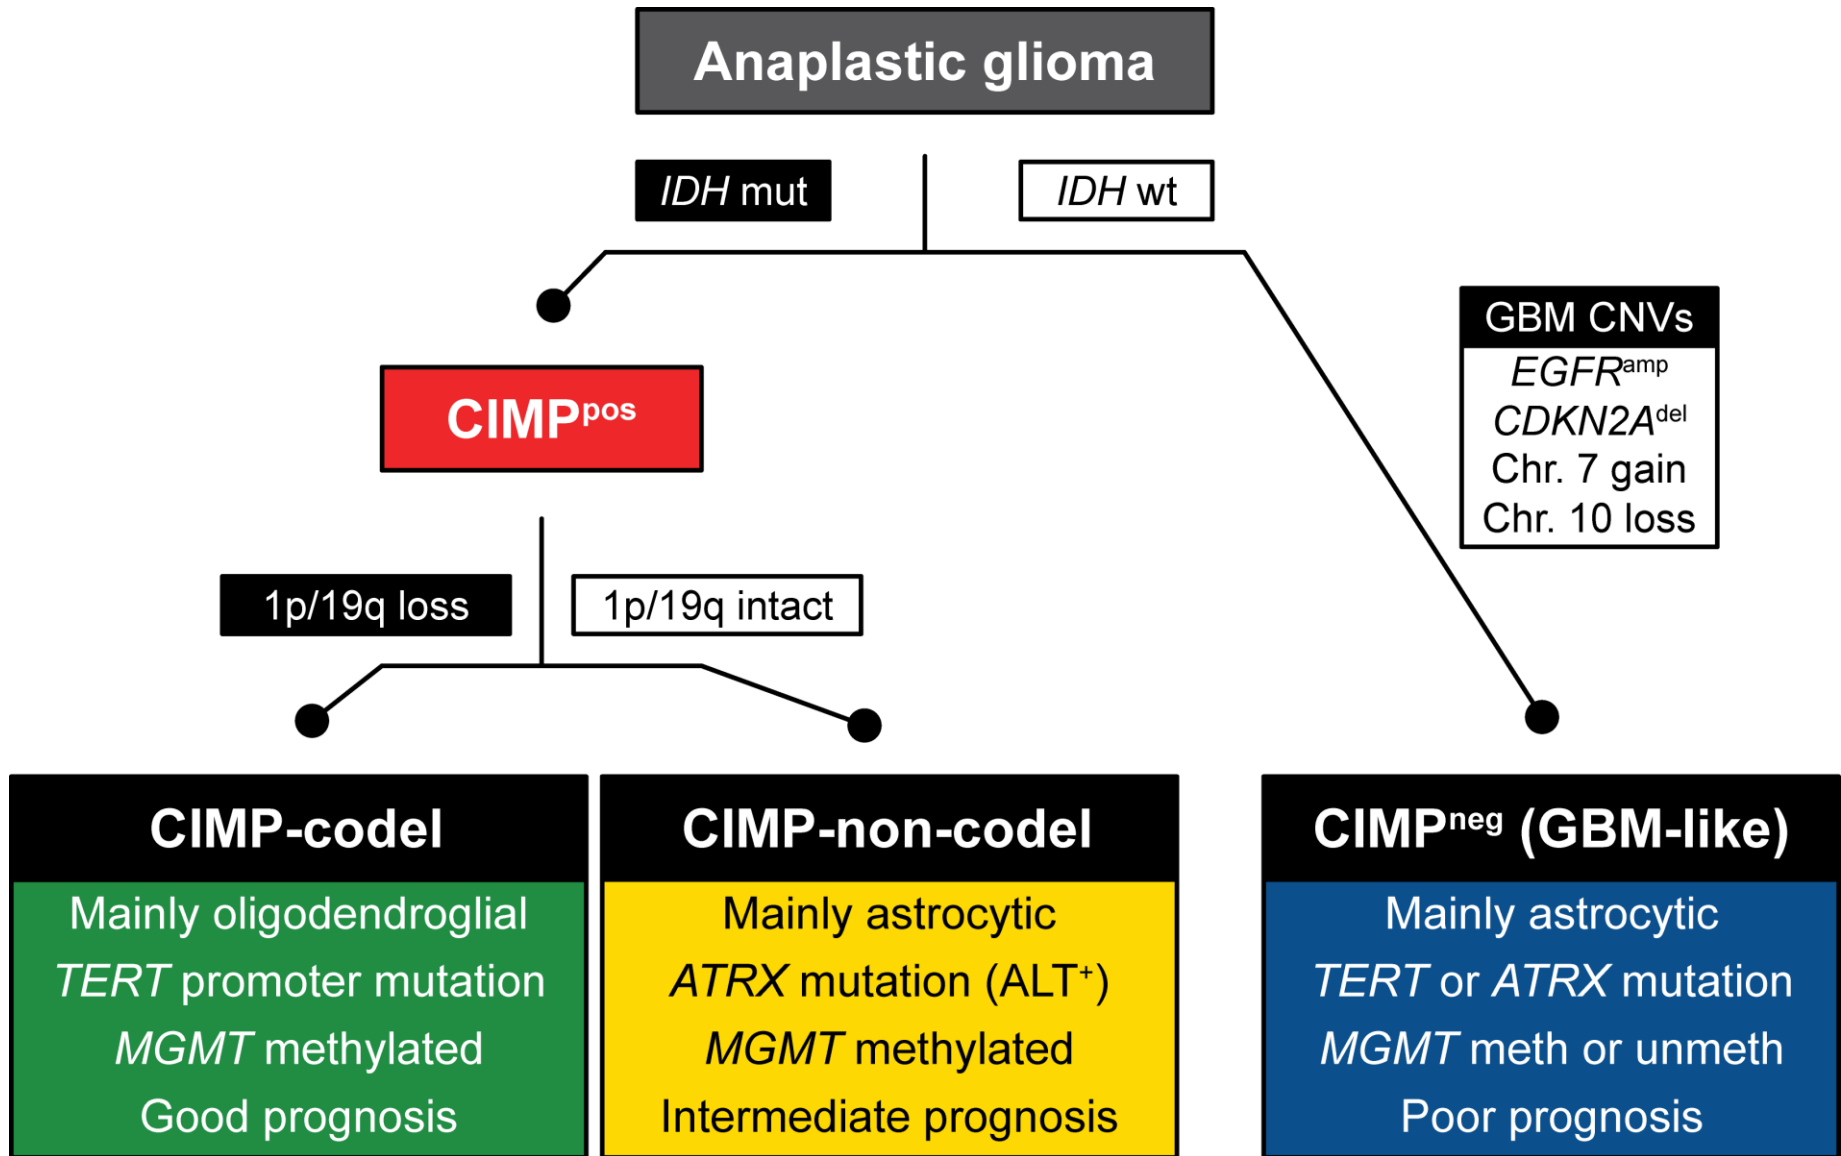 Anaplastic glioma
IDH mut
IDH wt
GBM CNVs
EGFRᵃᵐᵖ
CDKN2Aᵈᵉˡ
Chr. 7 gain
Chr. 10 loss
CIMPᵖᵒˢ
1p/19q loss
1p/19q intact
CIMP-codel
Mainly oligodendroglial
TERT promoter mutation
MGMT methylated
Good prognosis
CIMP-non-codel
Mainly astrocytic
ATRX mutation (ALT⁺)
MGMT methylated
Intermediate prognosis
CIMPⁿᵉᵍ (GBM-like)
Mainly astrocytic
TERT or ATRX mutation
MGMT meth or unmeth
Poor prognosis